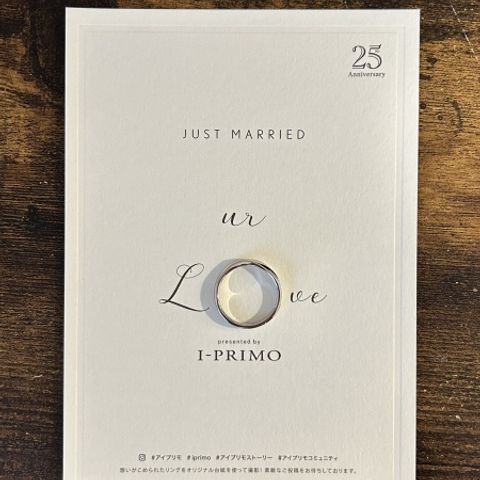 25
Anniversary
JUST MARRIED
ur
L ve
presented by
I-PRIMO
#アイプリモ #iprimo #アイプリモストーリー #アイプリモコミュニティ
想いがこめられたリングをオリジナル台紙を使って撮影！素敵なご投稿をお待ちしております。